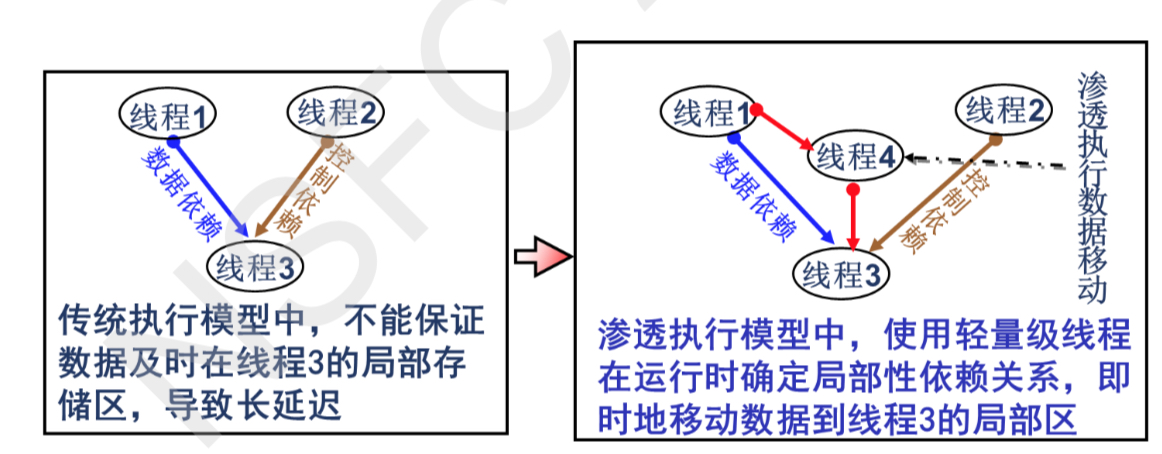 线程1
线程2
数据依赖
控制依赖
线程3
传统执行模型中，不能保证
数据及时在线程3的局部存
储区，导致长延迟
线程1
线程2
线程4
数据依赖
控制依赖
线程3
渗透执行数据移动
渗透执行模型中，使用轻量级线程
在运行时确定局部性依赖关系，即
时地移动数据到线程3的局部区
NSFC